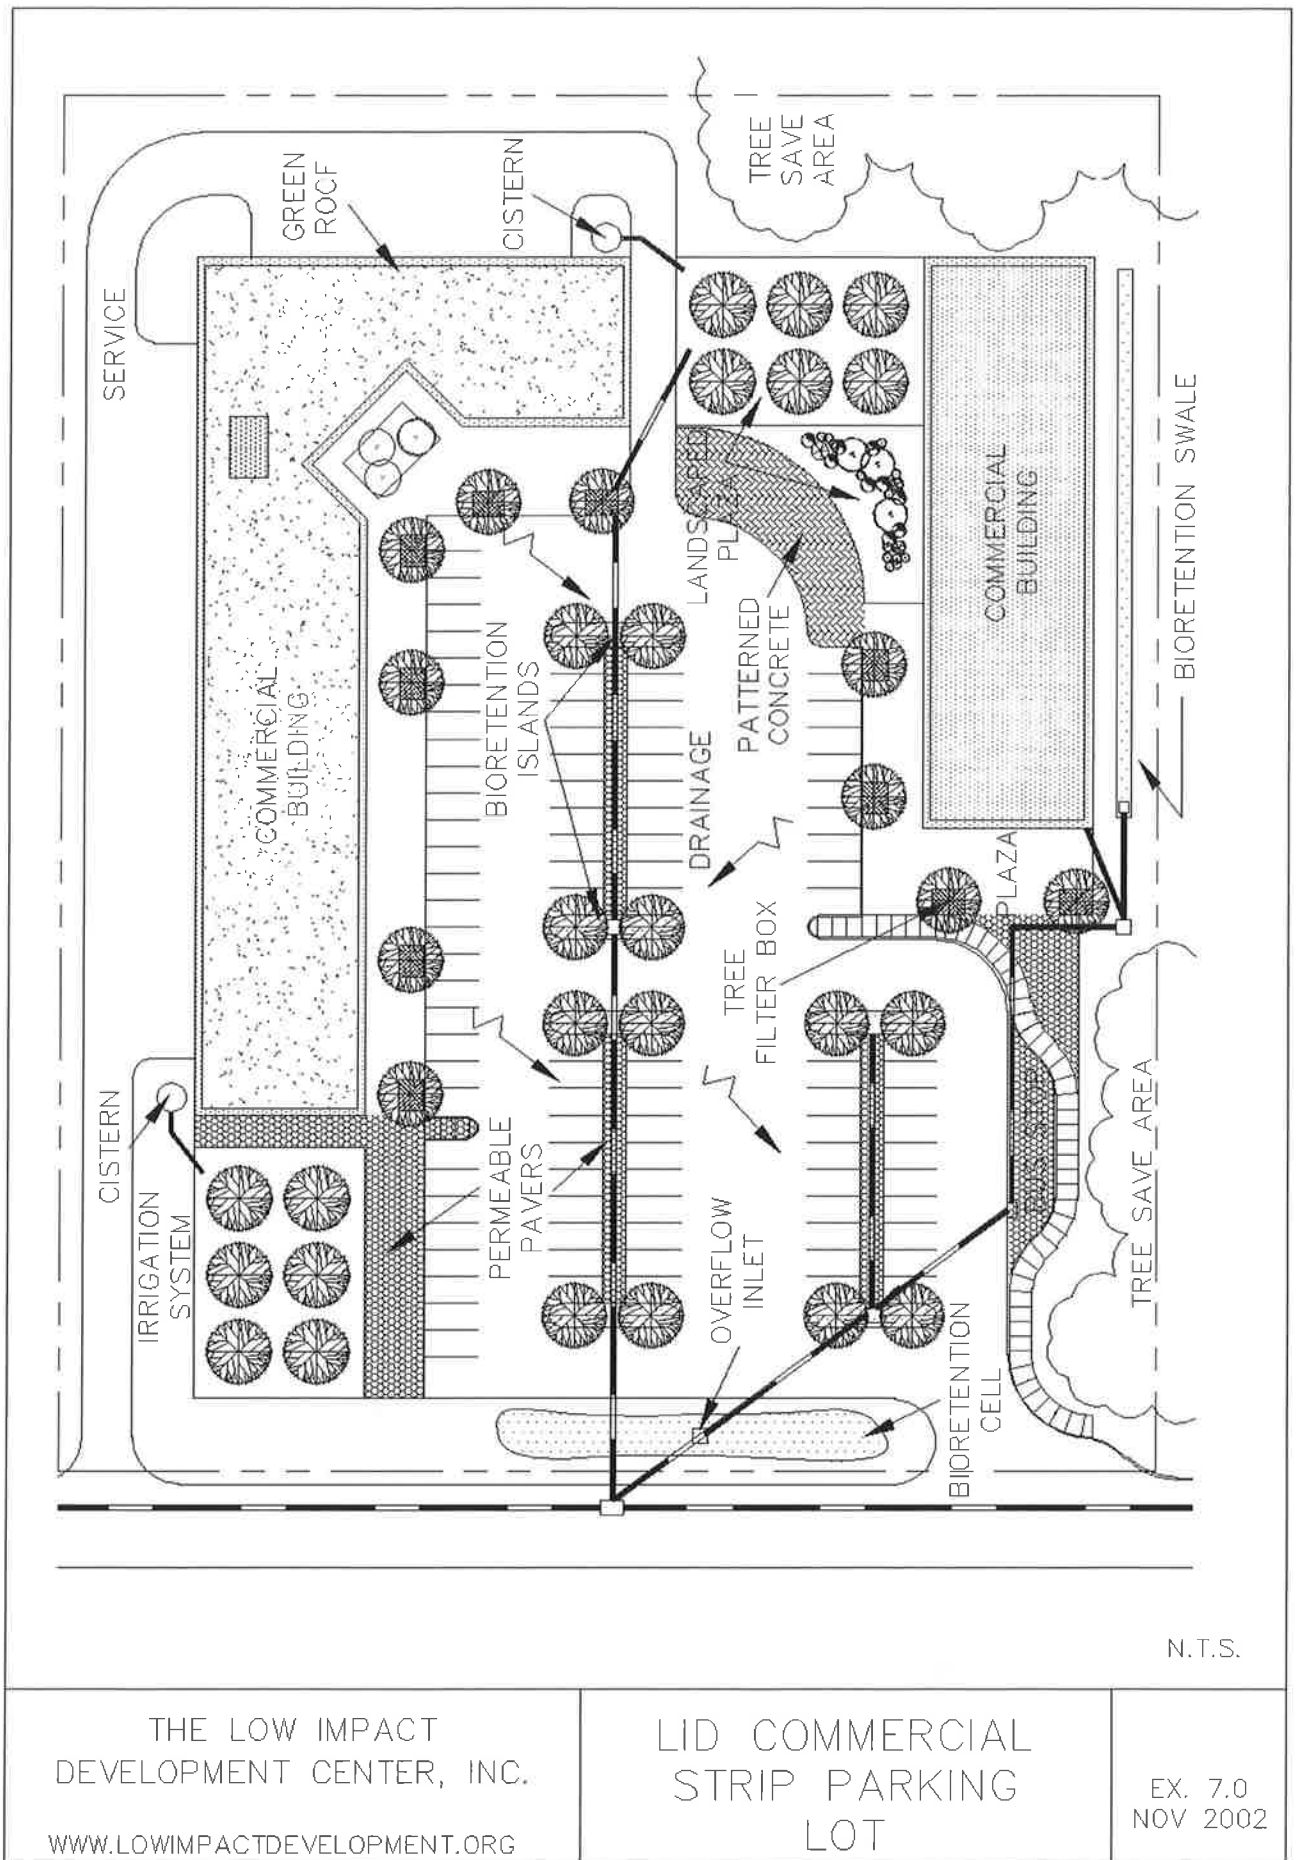 TREE
SAVE
AREA
GREEN
ROOF
CISTERN
SERVICE
COMMERCIAL
BUILDING
COMMERCIAL
BUILDING
LANDSCAPED
BIORETENTION SWALE
BIORETENTION
ISLANDS
PATTERNED
CONCRETE
DRAINAGE
PLAZA
TREE
FILTER BOX
CISTERN
IRRIGATION
SYSTEM
PERMEABLE
PAVERS
OVERFLOW
INLET
TREE SAVE AREA
BIORETENTION
CELL
N.T.S.
THE LOW IMPACT
DEVELOPMENT CENTER, INC.
WWW.LOWIMPACTDEVELOPMENT.ORG
LID COMMERCIAL
STRIP PARKING
LOT
EX. 7.0
NOV 2002